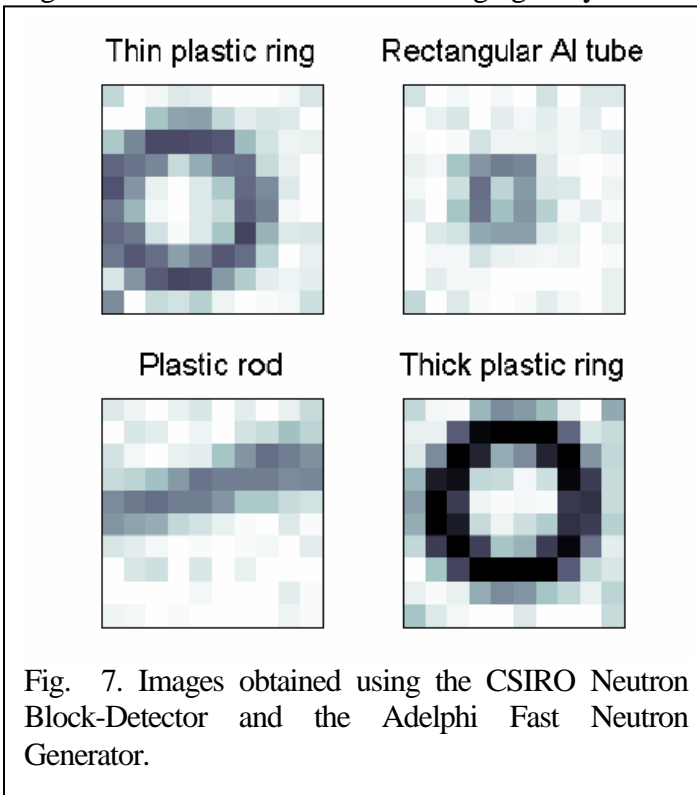 Thin plastic ring Rectangular Al tube
Plastic rod Thick plastic ring
Fig. 7. Images obtained using the CSIRO Neutron
Block-Detector and the Adelphi Fast Neutron
Generator.